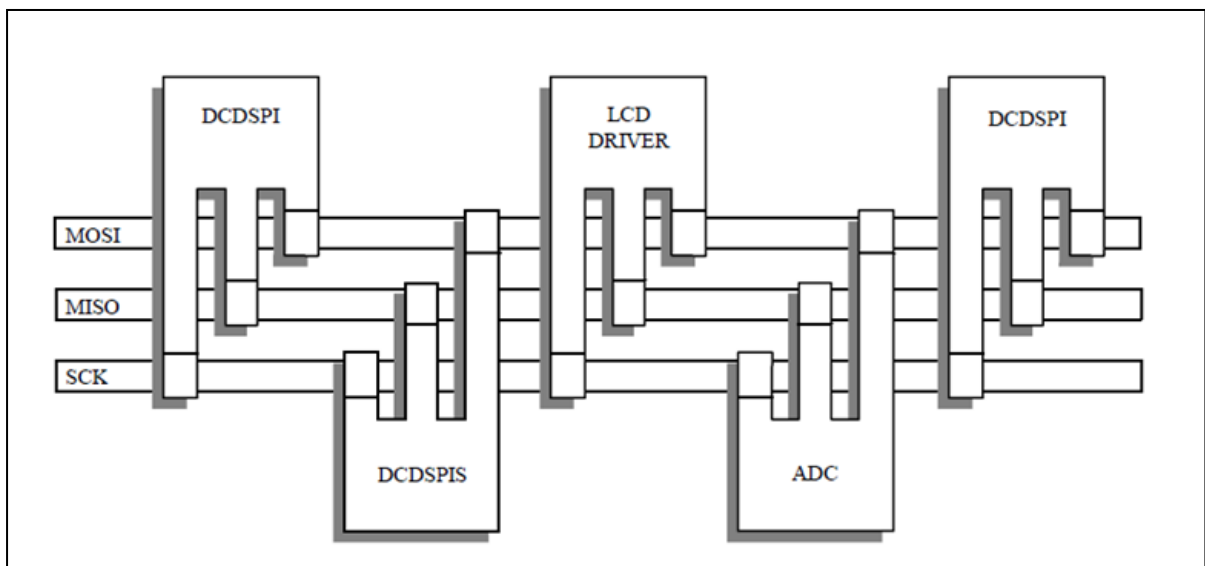 DCDSPI
LCD
DRIVER
DCDSPI
MOSI
MISO
SCK
DCDSPIS
ADC